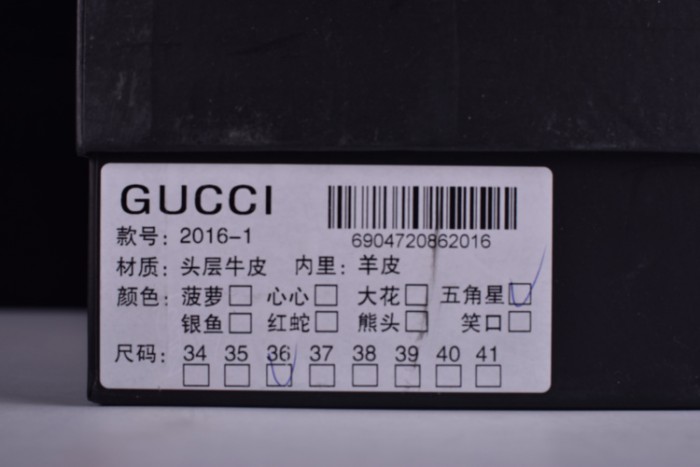 GUCCI
6904720862016
款号: 2016-1
材质: 头层牛皮 内里: 羊皮
颜色: 菠萝 心心 大花 五角星
银鱼 红蛇 熊头 笑口
尺码: 34 35 36 37 38 39 40 41